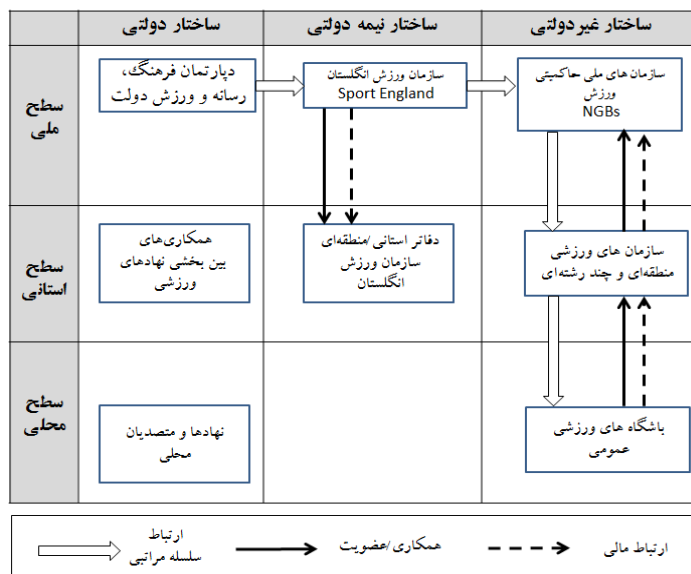 ساختار دولتی
ساختار نیمه دولتی
ساختار غیردولتی
سطح
ملی
دپارتمان فرهنگ،
رسانه و ورزش دولت
سازمان ورزش انگلستان
Sport England
سازمان های ملی حاکمیتی
ورزش
NGBs
سطح
استانی
همکاری‌های
بین بخشی نهادهای
ورزشی
دفاتر استانی/منطقه‌ای
سازمان ورزش
انگلستان
سازمان های ورزشی
منطقه‌ای و چند رشته‌ای
سطح
محلی
نهادها و متصدیان
محلی
باشگاه های ورزشی
عمومی
ارتباط
سلسله مراتبی
همکاری/عضویت
ارتباط مالی